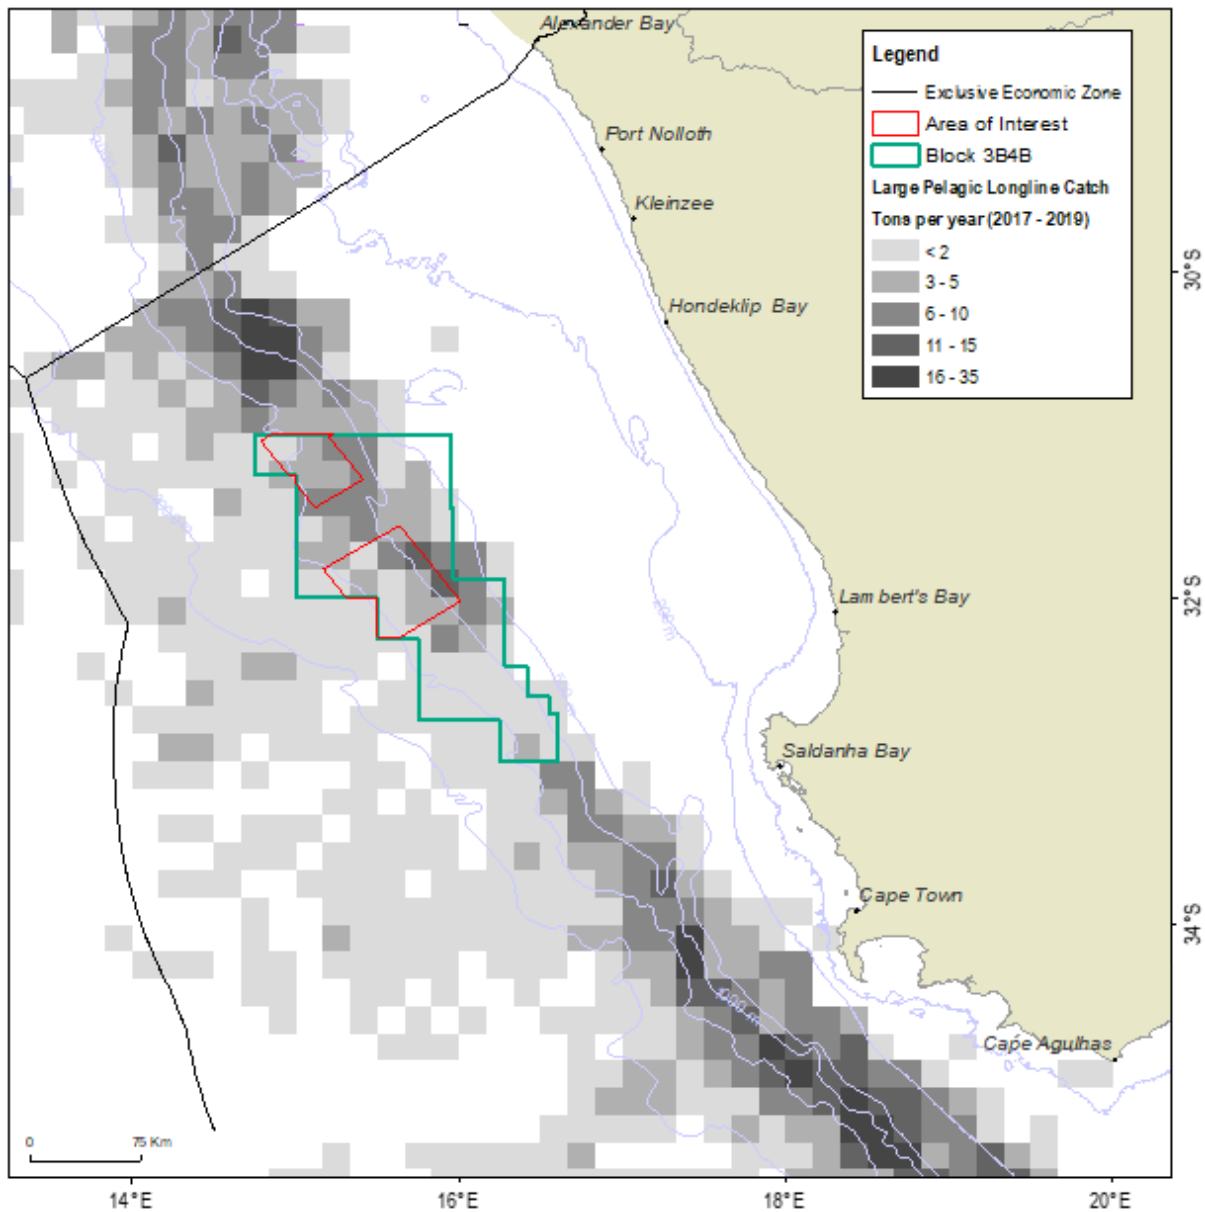 Alexander Bay
Port Nolloth
Kleinzee
Hondeklip Bay
Lambert's Bay
Saldanha Bay
Cape Town
Cape Agulhas
Legend
Exclusive Economic Zone
Area of Interest
Block 3B4B
Large Pelagic Longline Catch
Tons per year (2017 - 2019)
< 2
3 - 5
6 - 10
11 - 15
16 - 35
200 m
1000 m
30°S
32°S
34°S
0 75 Km
14°E 16°E 18°E 20°E